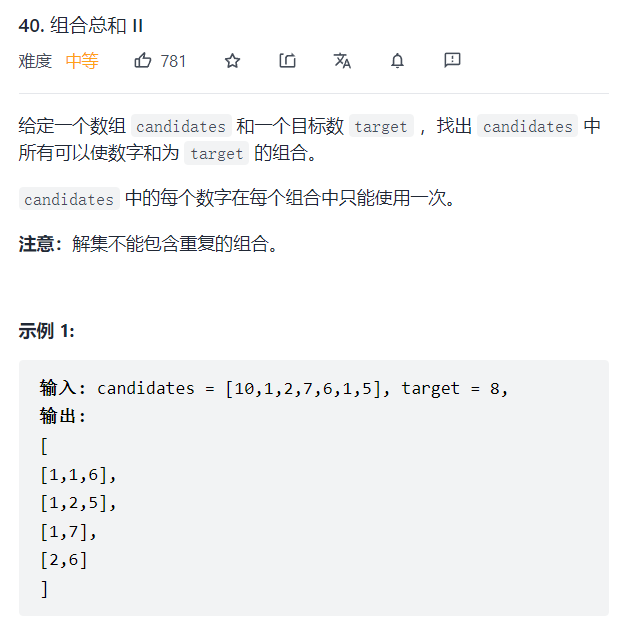 40. 组合总和 II
难度 中等 781
给定一个数组 candidates 和一个目标数 target ，找出 candidates 中
所有可以使数字和为 target 的组合。
candidates 中的每个数字在每个组合中只能使用一次。
注意：解集不能包含重复的组合。
示例 1:
输入: candidates = [10,1,2,7,6,1,5], target = 8,
输出:
[
[1,1,6],
[1,2,5],
[1,7],
[2,6]
]